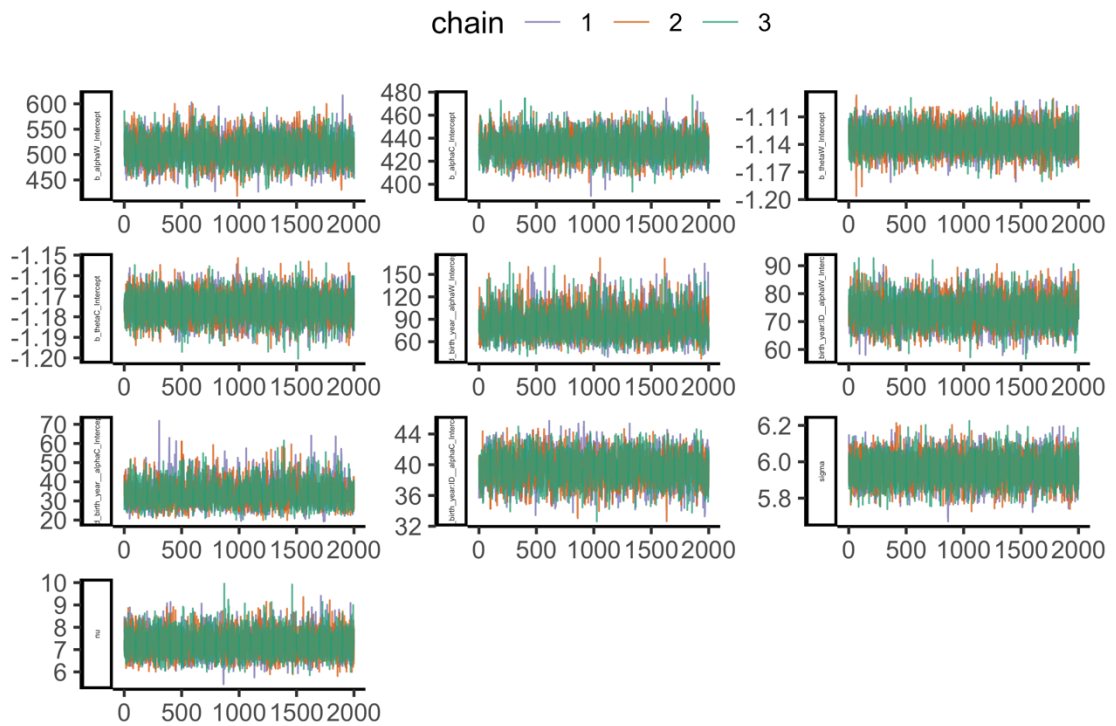 chain 1 2 3
600
550
500
450
b_alphaW_Intercept
0 500 1000 1500 2000
480
460
440
420
400
b_alphaC_Intercept
0 500 1000 1500 2000
-1.11
-1.14
-1.17
-1.20
b_thetaW_Intercept
0 500 1000 1500 2000
-1.15
-1.16
-1.17
-1.18
-1.19
-1.20
b_thetaC_Intercept
0 500 1000 1500 2000
150
120
90
60
d_birth_year__alphaW_Interce
0 500 1000 1500 2000
90
80
70
60
_birth_year:ID__alphaW_Interc
0 500 1000 1500 2000
70
60
50
40
30
20
d_birth_year__alphaC_Intercep
0 500 1000 1500 2000
44
40
36
32
_birth_year:ID__alphaC_Interc
0 500 1000 1500 2000
6.2
6.0
5.8
sigma
0 500 1000 1500 2000
10
9
8
7
6
nu
0 500 1000 1500 2000